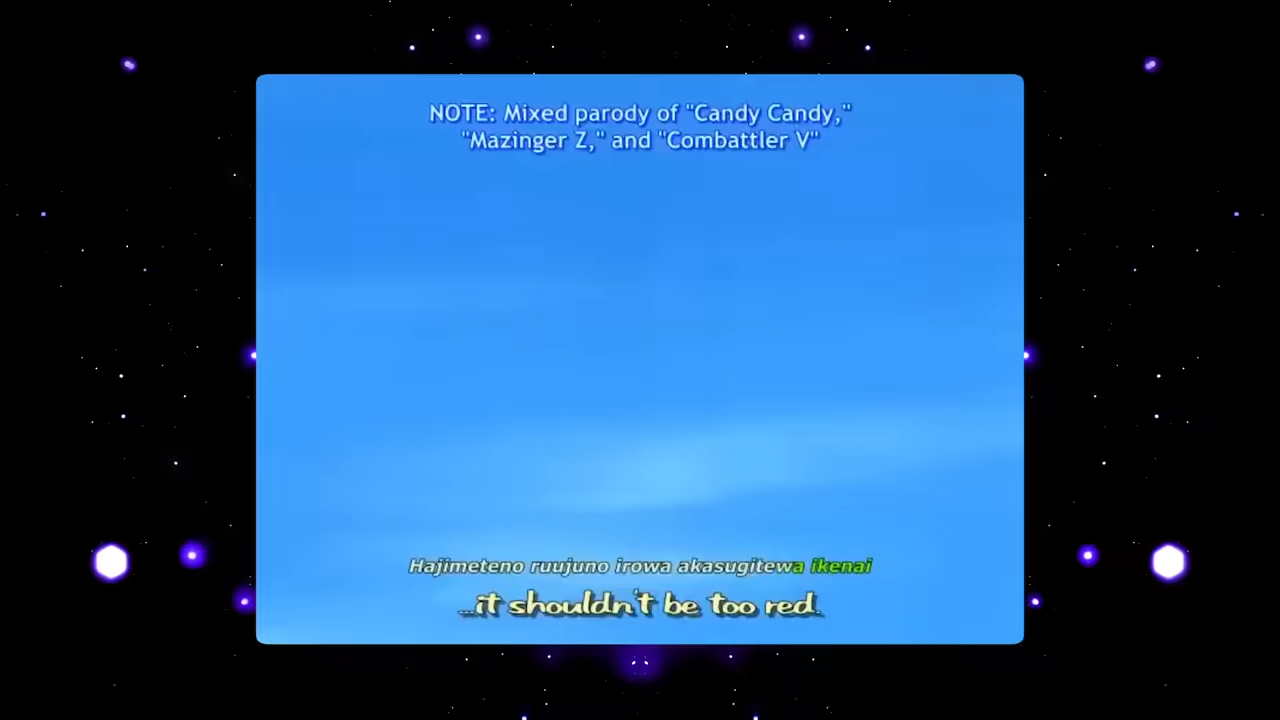 NOTE: Mixed parody of "Candy Candy,"
"Mazinger Z," and "Combattler V"
Hajimeteno ruujuno irowa akasugitewa ikenai
...it shouldn't be too red.